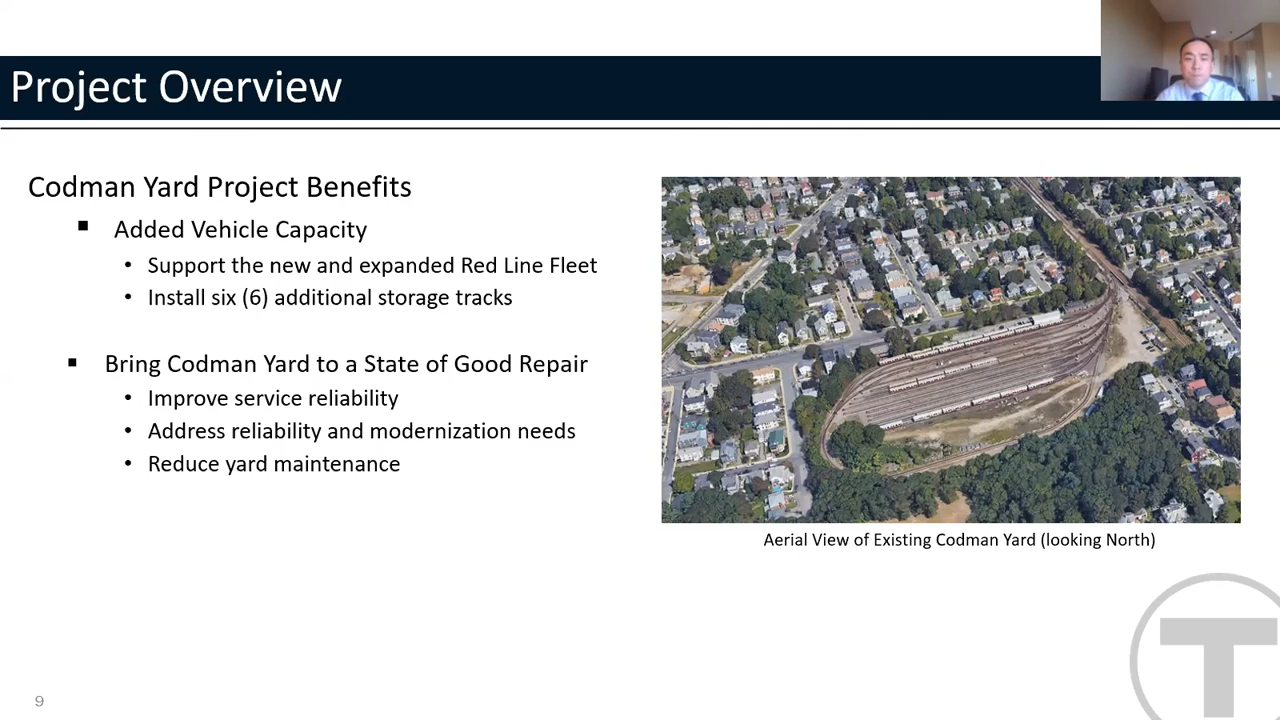 Project Overview
Codman Yard Project Benefits
▪ Added Vehicle Capacity
• Support the new and expanded Red Line Fleet
• Install six (6) additional storage tracks
▪ Bring Codman Yard to a State of Good Repair
• Improve service reliability
• Address reliability and modernization needs
• Reduce yard maintenance
Aerial View of Existing Codman Yard (looking North)
T
9